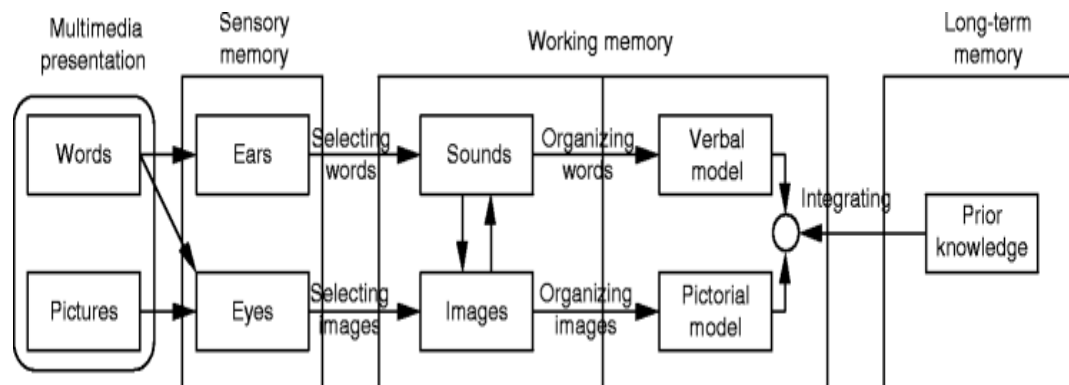 Multimedia
presentation
Sensory
memory
Working memory
Long-term
memory
Words
Ears
Selecting
words
Sounds
Organizing
words
Verbal
model
Integrating
Prior
knowledge
Pictures
Eyes
Selecting
images
Images
Organizing
images
Pictorial
model